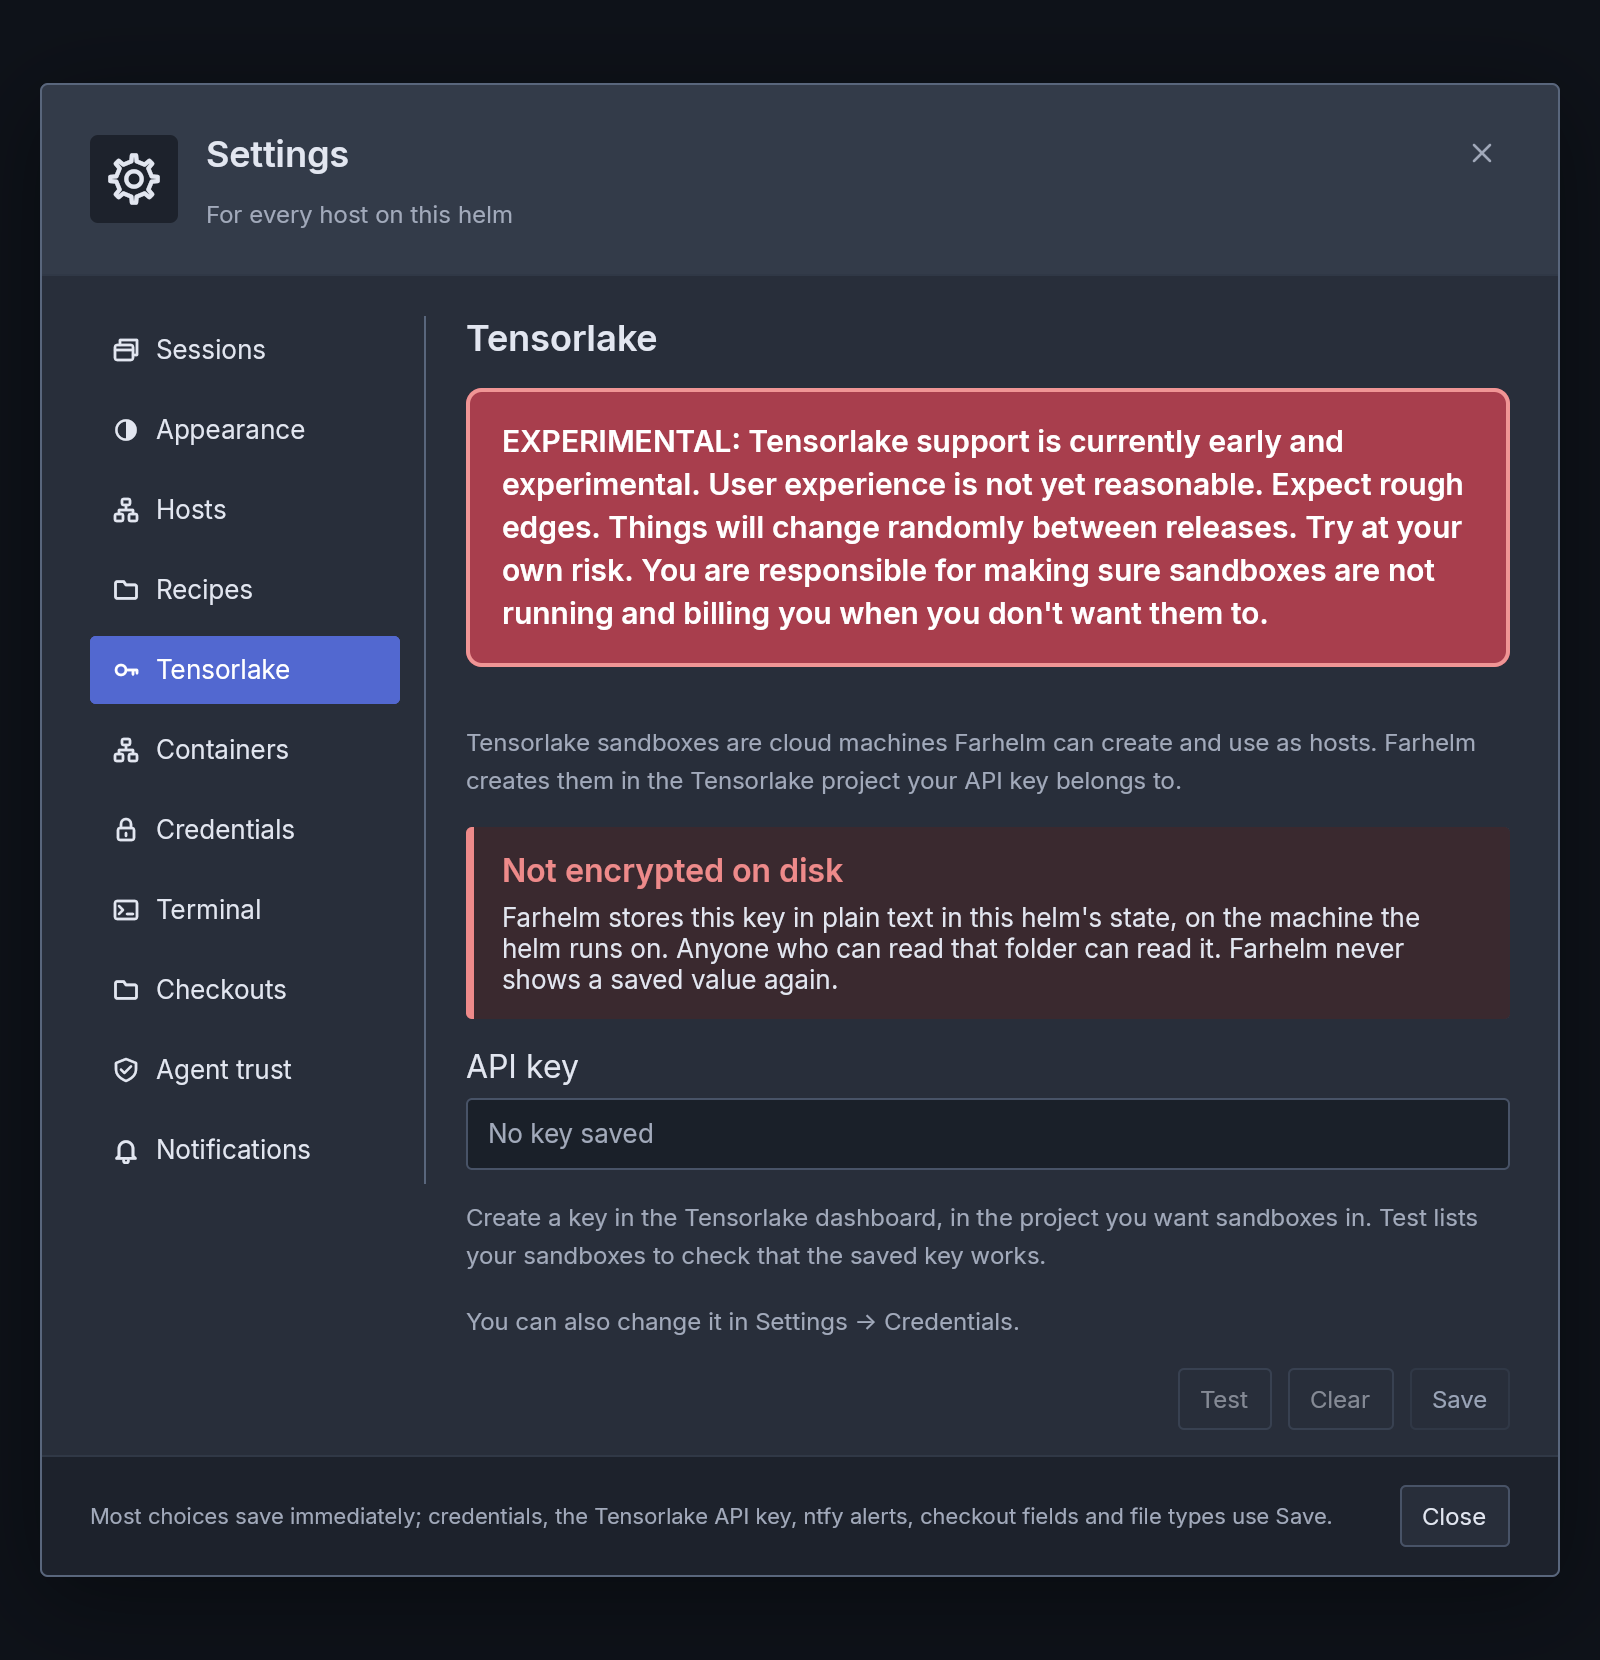 Settings
For every host on this helm
Sessions
Appearance
Hosts
Recipes
Tensorlake
Containers
Credentials
Terminal
Checkouts
Agent trust
Notifications
Tensorlake
EXPERIMENTAL: Tensorlake support is currently early and
experimental. User experience is not yet reasonable. Expect rough
edges. Things will change randomly between releases. Try at your
own risk. You are responsible for making sure sandboxes are not
running and billing you when you don't want them to.
Tensorlake sandboxes are cloud machines Farhelm can create and use as hosts. Farhelm
creates them in the Tensorlake project your API key belongs to.
Not encrypted on disk
Farhelm stores this key in plain text in this helm's state, on the machine the
helm runs on. Anyone who can read that folder can read it. Farhelm never
shows a saved value again.
API key
No key saved
Create a key in the Tensorlake dashboard, in the project you want sandboxes in. Test lists
your sandboxes to check that the saved key works.
You can also change it in Settings → Credentials.
Test
Clear
Save
Most choices save immediately; credentials, the Tensorlake API key, ntfy alerts, checkout fields and file types use Save.
Close